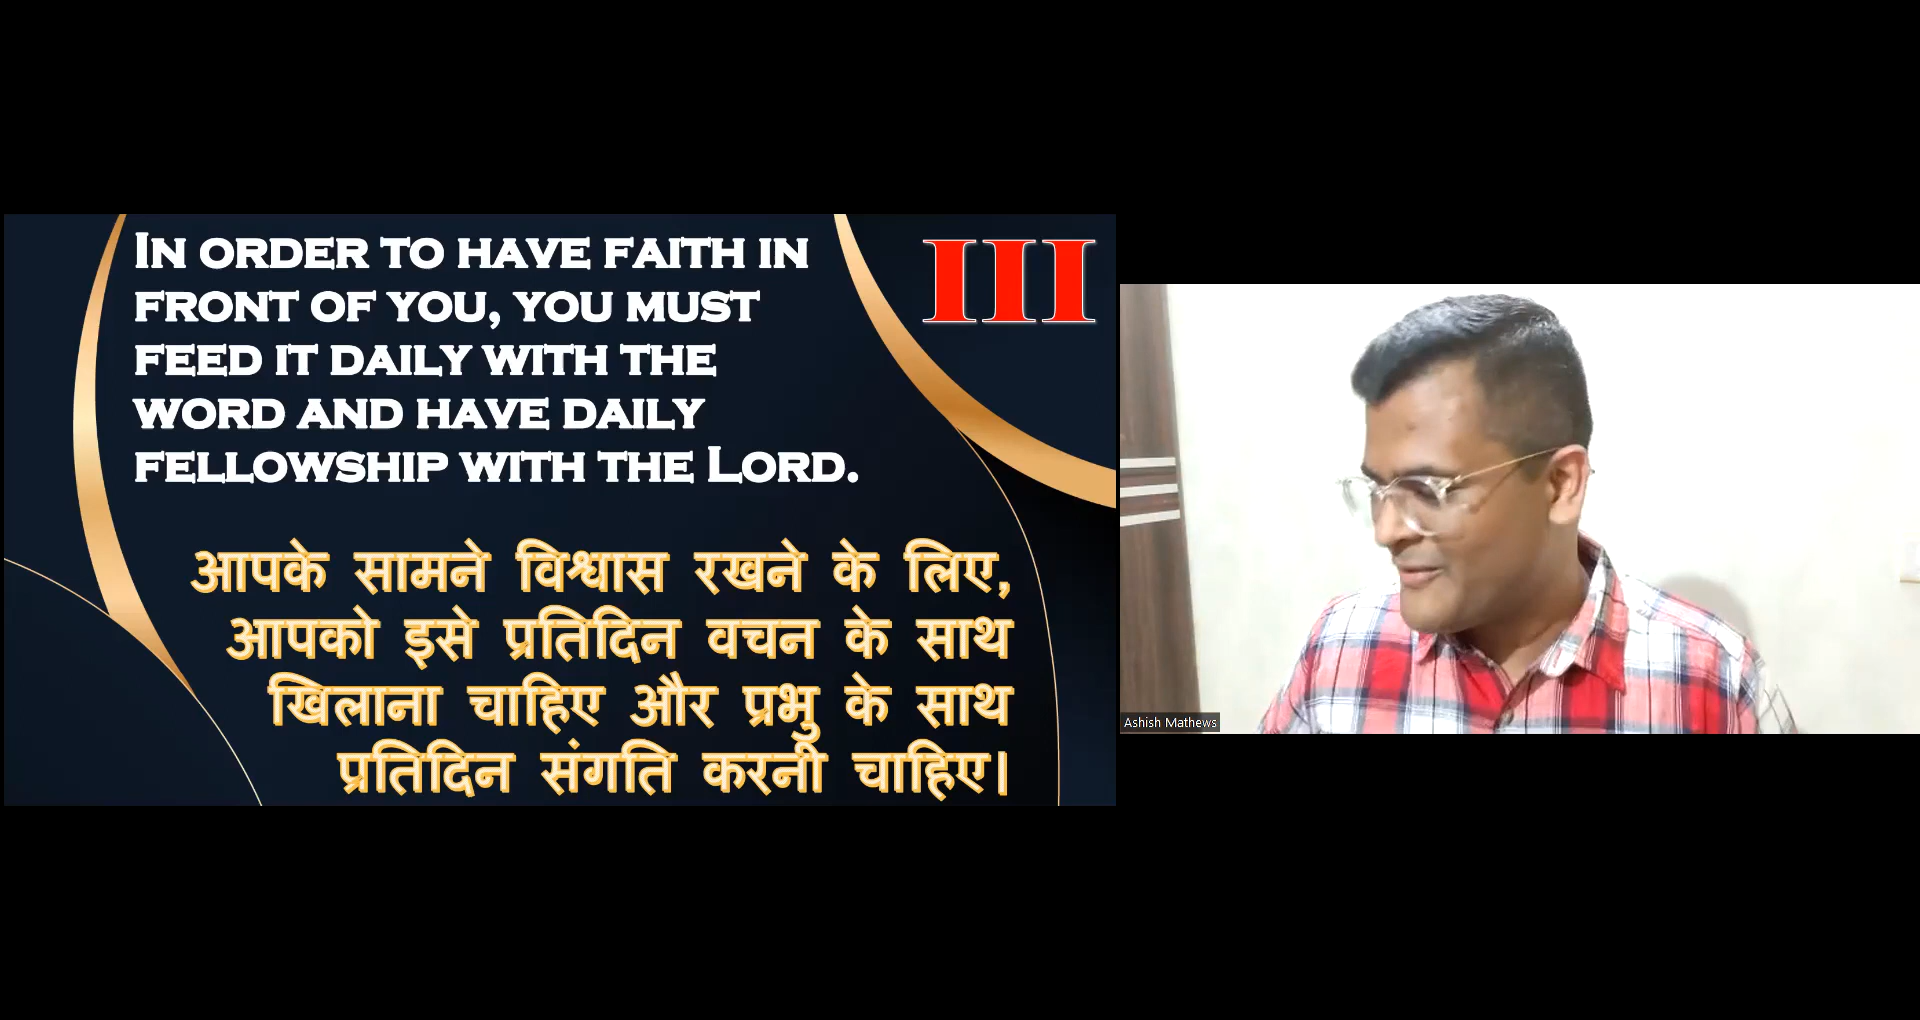 In order to have faith in
front of you, you must
feed it daily with the
word and have daily
fellowship with the Lord.
III
आपके सामने विश्वास रखने के लिए,
आपको इसे प्रतिदिन वचन के साथ
खिलाना चाहिए और प्रभु के साथ
प्रतिदिन संगति करनी चाहिए।
Ashish Mathews